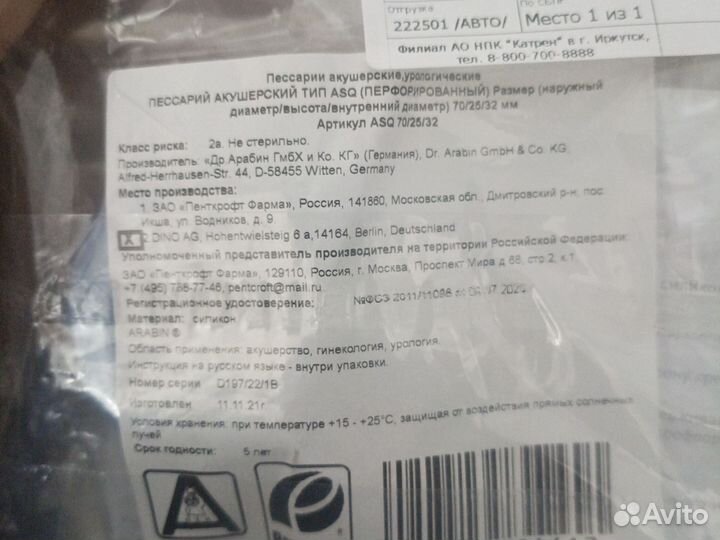 Отгрузка
222501 /АВТО/
Место 1 из 1
Филиал АО НПК "Катрен" в г. Иркутск,
тел. 8-800-700-8888
Пессарии акушерские,урологические
ПЕССАРИЙ АКУШЕРСКИЙ ТИП ASQ (ПЕРФОРИРОВАННЫЙ) Размер (наружный
диаметр/высота/внутренний диаметр) 70/25/32 мм
Артикул ASQ 70/25/32
Класс риска: 2а. Не стерильно.
Производитель: «Др.Арабин ГмбХ и Ко. КГ» (Германия), Dr. Arabin GmbH & Co. KG,
Alfred-Herrhausen-Str. 44, D-58455 Witten, Germany
Место производства:
1. ЗАО «Пенткрофт Фарма», Россия, 141860, Московская обл., Дмитровский р-н, пос.
Икша, ул. Водников, д. 9
X 2.DINO AG, Hohentwielsteig 6 a,14164, Berlin, Deutschland
Уполномоченный представитель производителя на территории Российской Федерации:
ЗАО «Пенткрофт Фарма», 129110, Россия, г. Москва, Проспект Мира д 68, стр 2, к.1
+7 (495) 788-77-46, pentcroft@mail.ru
Регистрационное удостоверение: №ФСЗ 2011/11098
Материал: силикон
ARABIN ®
Область применения: акушерство, гинекология, урология.
Инструкция на русском языке - внутри упаковки.
Номер серии D197/22/1B
Изготовлен 11.11.21г.
Условия хранения: при температуре +15 - +25°C, защищая от воздействия прямых солнечных
лучей
Срок годности: 5 лет
Avito